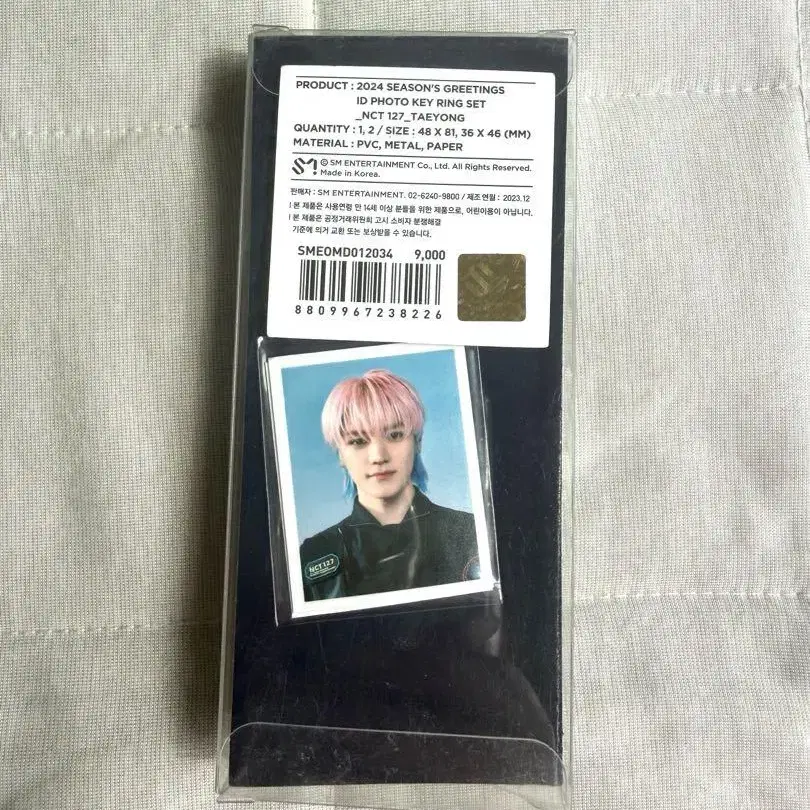 PRODUCT : 2024 SEASON'S GREETINGS
ID PHOTO KEY RING SET
_NCT 127_TAEYONG
QUANTITY : 1, 2 / SIZE : 48 X 81, 36 X 46 (MM)
MATERIAL : PVC, METAL, PAPER
SM! © SM ENTERTAINMENT Co., Ltd. All Rights Reserved.
Made in Korea.
판매자 : SM ENTERTAINMENT. 02-6240-9800 / 제조 연월 : 2023.12
본 제품은 사용연령 만 14세 이상 분들을 위한 제품으로, 어린이용이 아닙니다.
본 제품은 공정거래위원회 고시 소비자 분쟁해결
기준에 의거 교환 또는 보상받을 수 있습니다.
SMEOMD012034 9,000
8809967238226
NCT 127